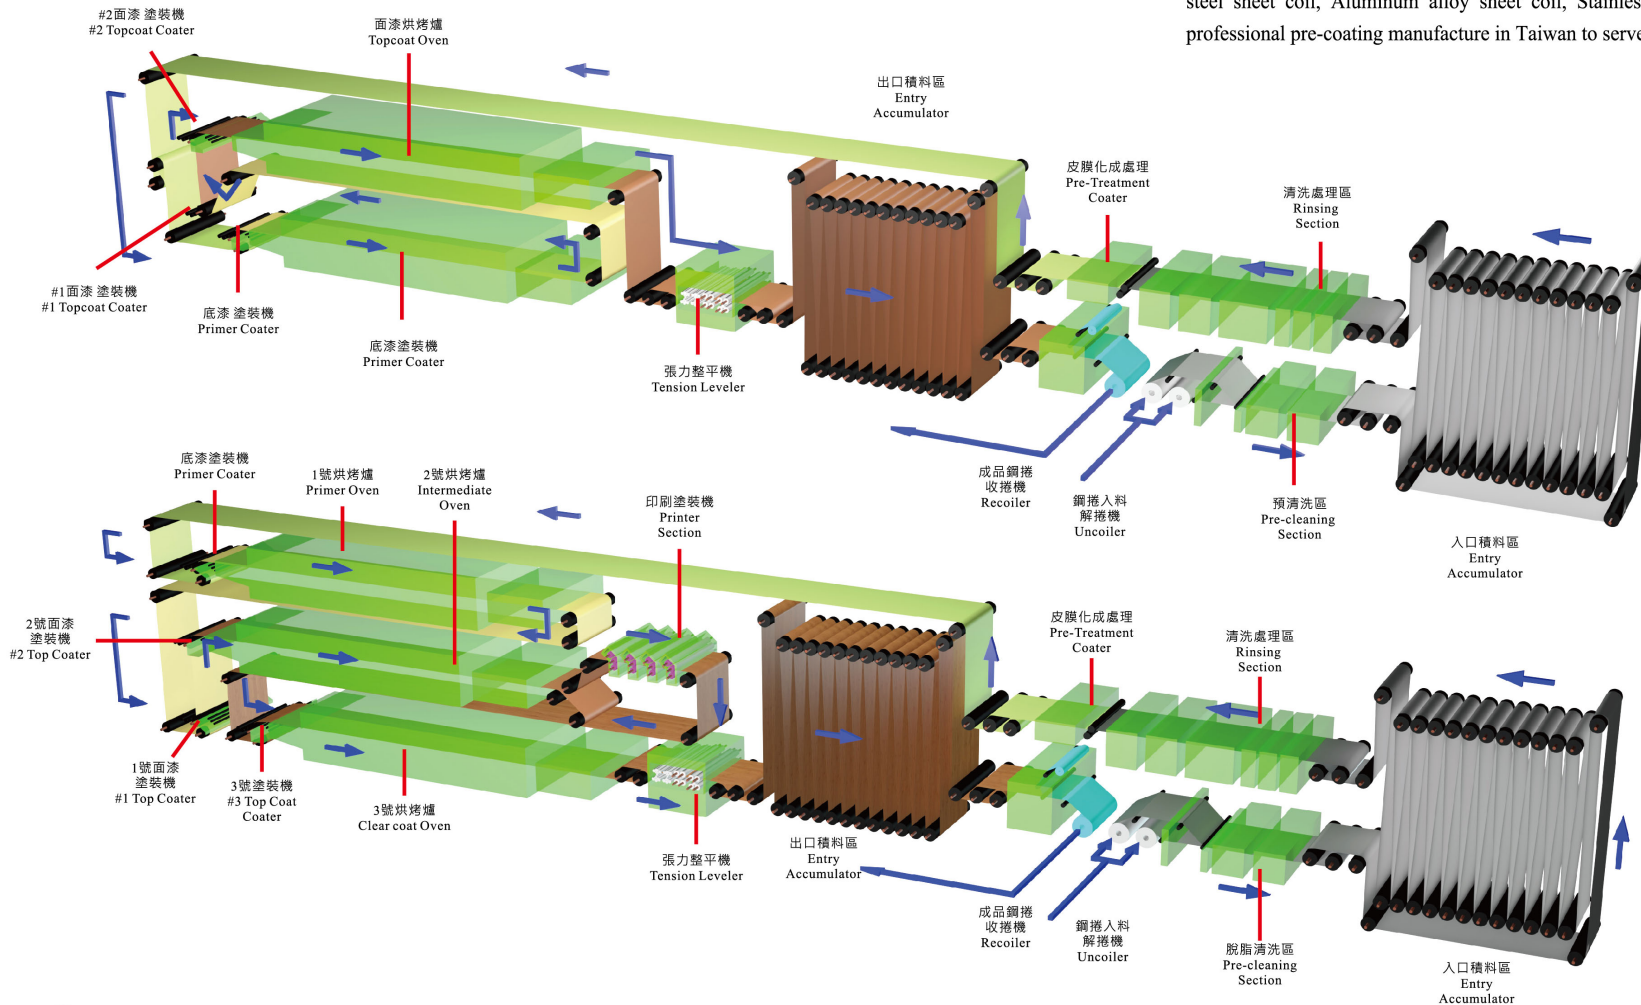 steel sheet coil, Aluminum alloy sheet coil, Stainles
professional pre-coating manufacture in Taiwan to serve
#2面漆 塗裝機
#2 Topcoat Coater
面漆烘烤爐
Topcoat Oven
出口積料區
Entry
Accumulator
皮膜化成處理
Pre-Treatment
Coater
清洗處理區
Rinsing
Section
#1面漆 塗裝機
#1 Topcoat Coater
底漆 塗裝機
Primer Coater
底漆塗裝機
Primer Coater
張力整平機
Tension Leveler
成品鋼捲
收捲機
Recoiler
鋼捲入料
解捲機
Uncoiler
預清洗區
Pre-cleaning
Section
入口積料區
Entry
Accumulator
底漆塗裝機
Primer Coater
1號烘烤爐
Primer Oven
2號烘烤爐
Intermediate
Oven
印刷塗裝機
Printer
Section
2號面漆
塗裝機
#2 Top Coater
皮膜化成處理
Pre-Treatment
Coater
清洗處理區
Rinsing
Section
1號面漆
塗裝機
#1 Top Coater
3號塗裝機
#3 Top Coat
Coater
3號烘烤爐
Clear coat Oven
張力整平機
Tension Leveler
出口積料區
Entry
Accumulator
成品鋼捲
收捲機
Recoiler
鋼捲入料
解捲機
Uncoiler
脫脂清洗區
Pre-cleaning
Section
入口積料區
Entry
Accumulator